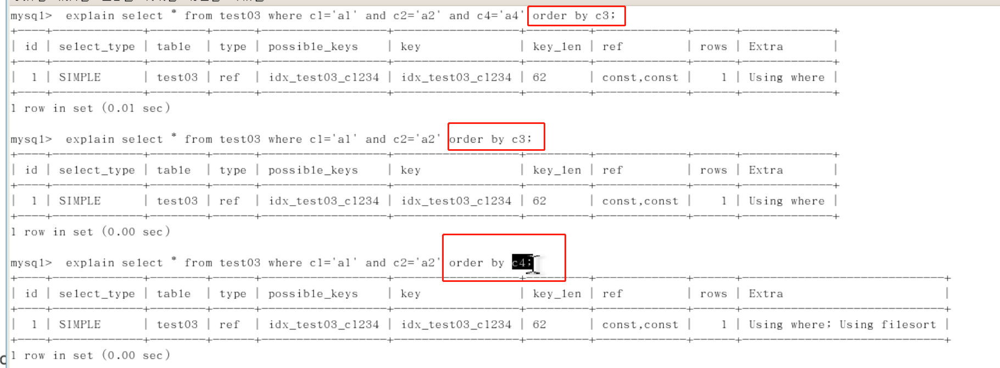 mysql>  explain select * from test03 where c1='a1' and c2='a2' and c4='a4' order by c3;
| id | select_type | table | type | possible_keys | key | key_len | ref | rows | Extra |
| 1 | SIMPLE | test03 | ref | idx_test03_c1234 | idx_test03_c1234 | 62 | const,const | 1 | Using where |
1 row in set (0.01 sec)
mysql>  explain select * from test03 where c1='a1' and c2='a2' order by c3;
| id | select_type | table | type | possible_keys | key | key_len | ref | rows | Extra |
| 1 | SIMPLE | test03 | ref | idx_test03_c1234 | idx_test03_c1234 | 62 | const,const | 1 | Using where |
1 row in set (0.00 sec)
mysql>  explain select * from test03 where c1='a1' and c2='a2' order by c4;
| id | select_type | table | type | possible_keys | key | key_len | ref | rows | Extra |
| 1 | SIMPLE | test03 | ref | idx_test03_c1234 | idx_test03_c1234 | 62 | const,const | 1 | Using where; Using filesort |
1 row in set (0.00 sec)